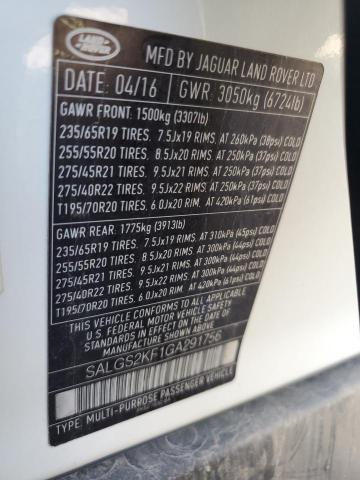 LAND ROVER
MFD BY JAGUAR LAND ROVER LTD
DATE: 04/16 GWR: 3050kg (6724lb)
GAWR FRONT: 1500kg (3307lb)
235/65R19 TIRES, 7.5Jx19 RIMS, AT 260kPa (38psi) COLD
255/55R20 TIRES, 8.5Jx20 RIMS, AT 250kPa (37psi) COLD
275/45R21 TIRES, 9.5Jx21 RIMS, AT 250kPa (37psi) COLD
275/40R22 TIRES, 9.5Jx22 RIMS, AT 250kPa (37psi) COLD
T195/70R20 TIRES, 6.0Jx20 RIM, AT 420kPa (61psi) COLD
GAWR REAR: 1775kg (3913lb)
235/65R19 TIRES, 7.5Jx19 RIMS, AT 310kPa (45psi) COLD
255/55R20 TIRES, 8.5Jx20 RIMS, AT 300kPa (44psi) COLD
275/45R21 TIRES, 9.5Jx21 RIMS, AT 300kPa (44psi) COLD
275/40R22 TIRES, 9.5Jx22 RIMS, AT 300kPa (44psi) COLD
T195/70R20 TIRES, 6.0Jx20 RIM, AT 420kPa (61psi) COLD
THIS VEHICLE CONFORMS TO ALL APPLICABLE
U.S. FEDERAL MOTOR VEHICLE SAFETY
STANDARDS IN EFFECT ON THE DATE OF
MANUFACTURE SHOWN ABOVE.
SALGS2KF1GA291756
TYPE: MULTI-PURPOSE PASSENGER VEHICLE